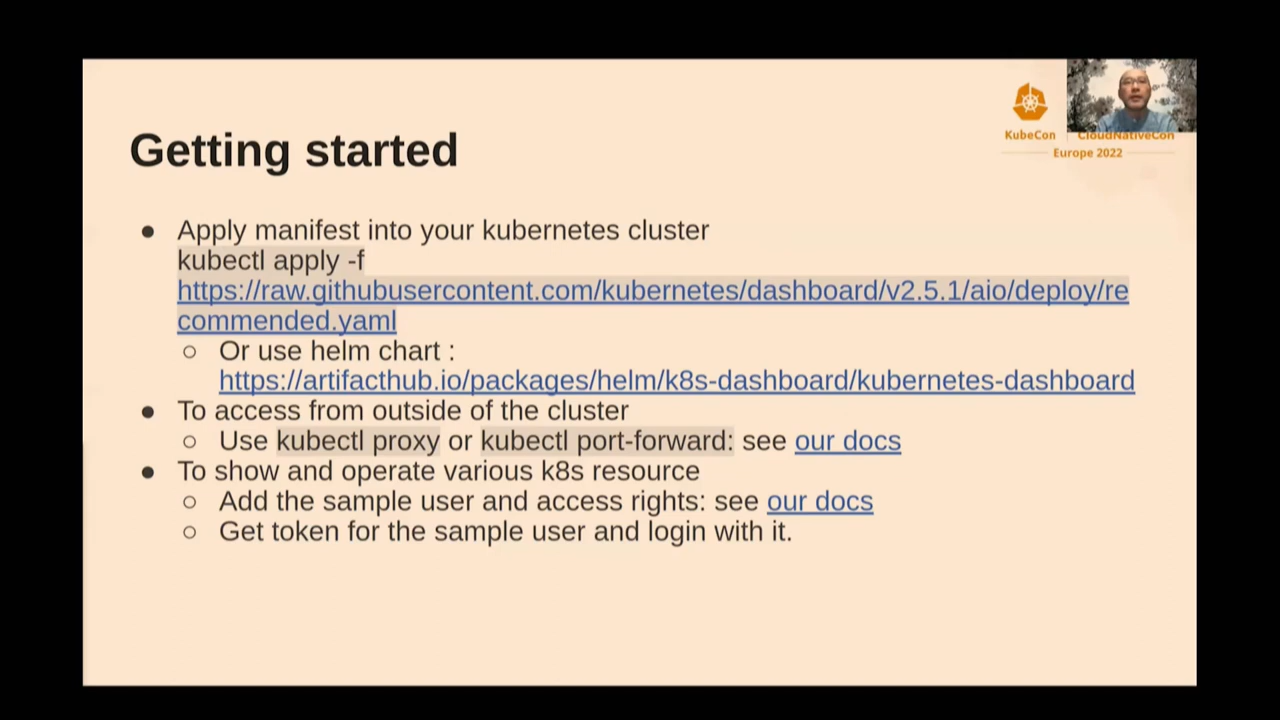 KubeCon
CloudNativeCon
Europe 2022
Getting started
● Apply manifest into your kubernetes cluster
kubectl apply -f
https://raw.githubusercontent.com/kubernetes/dashboard/v2.5.1/aio/deploy/re
commended.yaml
○ Or use helm chart :
https://artifacthub.io/packages/helm/k8s-dashboard/kubernetes-dashboard
● To access from outside of the cluster
○ Use kubectl proxy or kubectl port-forward: see our docs
● To show and operate various k8s resource
○ Add the sample user and access rights: see our docs
○ Get token for the sample user and login with it.